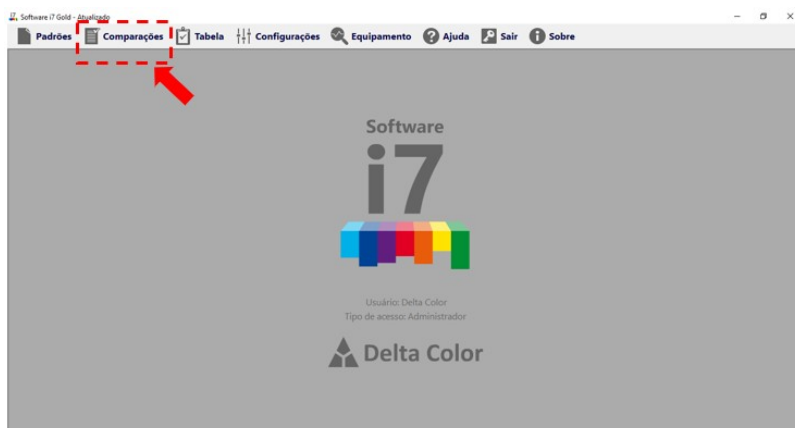 Software i7 Gold - Atualizado
Padrões Comparações Tabela Configurações Equipamento Ajuda Sair Sobre
Software
i7
Usuário: Delta Color
Tipo de acesso: Administrador
Delta Color